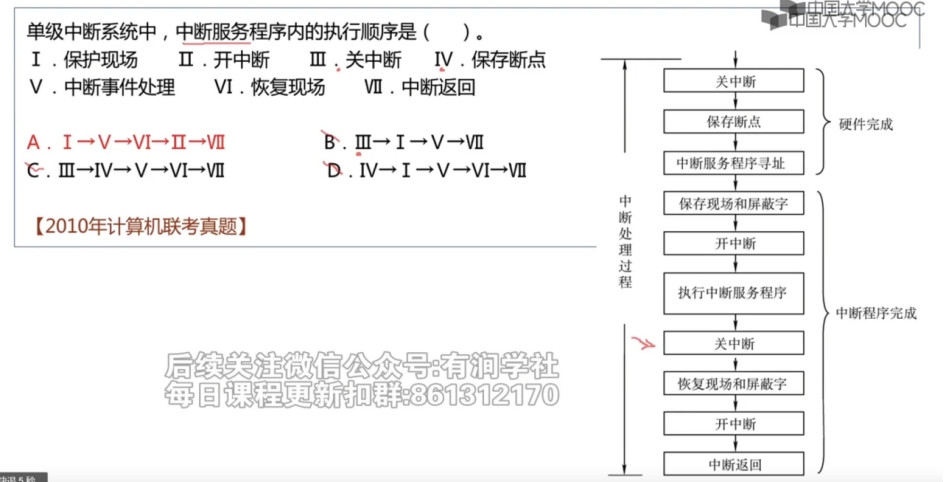 中国大学MOOC
中国大学MOOC
单级中断系统中，中断服务程序内的执行顺序是（ ）。
Ⅰ．保护现场 Ⅱ．开中断 Ⅲ．关中断 Ⅳ．保存断点
Ⅴ．中断事件处理 Ⅵ．恢复现场 Ⅶ．中断返回
A．Ⅰ→Ⅴ→Ⅵ→Ⅱ→Ⅶ B．Ⅲ→Ⅰ→Ⅴ→Ⅶ
C．Ⅲ→Ⅳ→Ⅴ→Ⅵ→Ⅶ D．Ⅳ→Ⅰ→Ⅴ→Ⅵ→Ⅶ
【2010年计算机联考真题】
中断处理过程
关中断
保存断点
中断服务程序寻址
硬件完成
保存现场和屏蔽字
开中断
执行中断服务程序
关中断
恢复现场和屏蔽字
开中断
中断返回
中断程序完成
后续关注微信公众号:有润学社
每日课程更新扣群:861312170